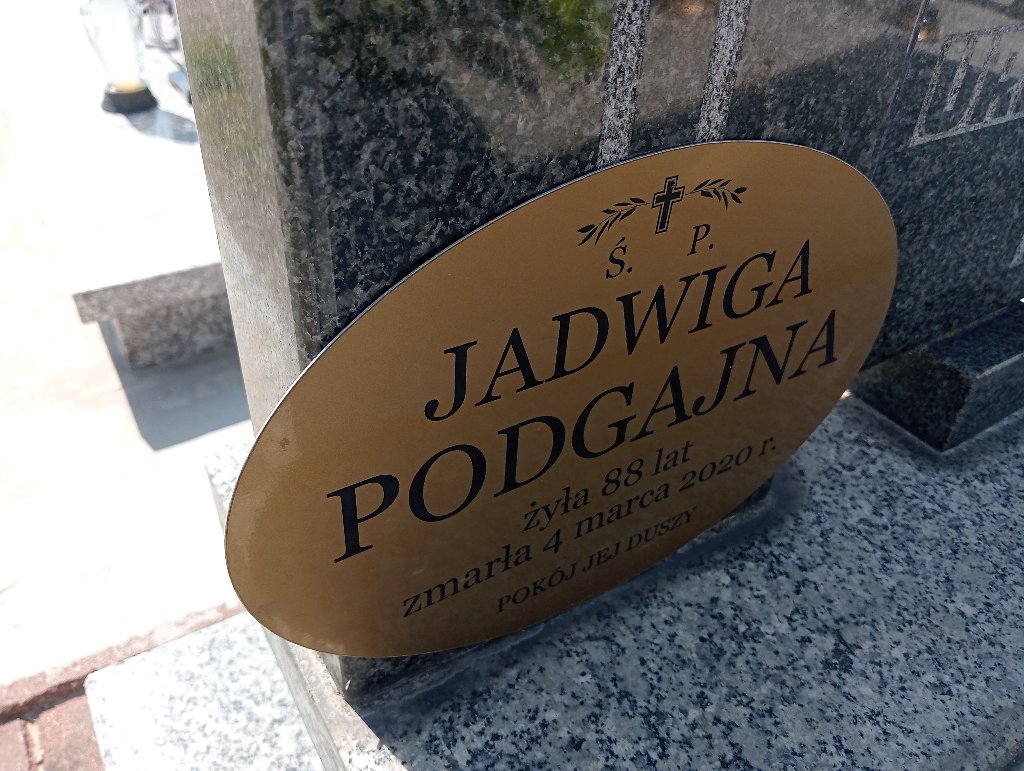 Ś. P.
JADWIGA
PODGAJNA
żyła 88 lat
zmarła 4 marca 2020 r.
POKÓJ JEJ DUSZY